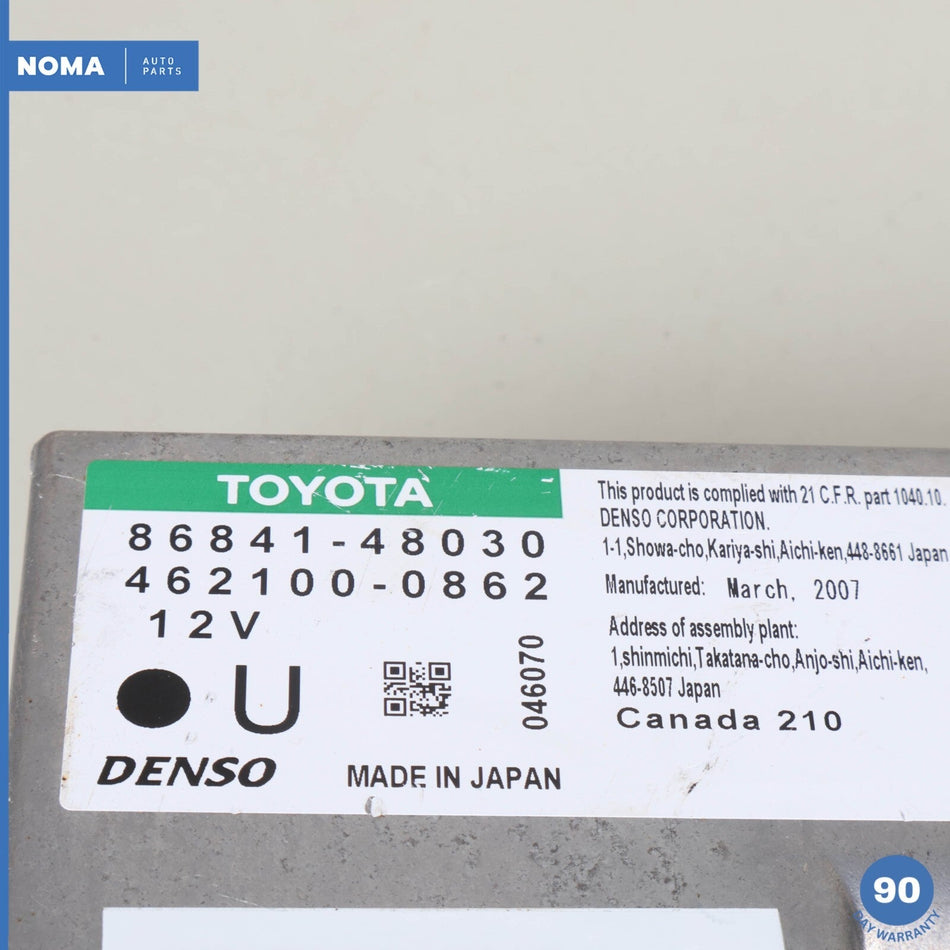 NOMA
AUTO
PARTS
TOYOTA
86841-48030
462100-0862
12V
U
046070
DENSO
MADE IN JAPAN
This product is complied with 21 C.F.R. part 1040.10.
DENSO CORPORATION.
1-1,Showa-cho,Kariya-shi,Aichi-ken,448-8661 Japan
Manufactured: March, 2007
Address of assembly plant:
1,shinmichi,Takatana-cho,Anjo-shi,Aichi-ken,
446-8507 Japan
Canada 210
90
DAY WARRANTY